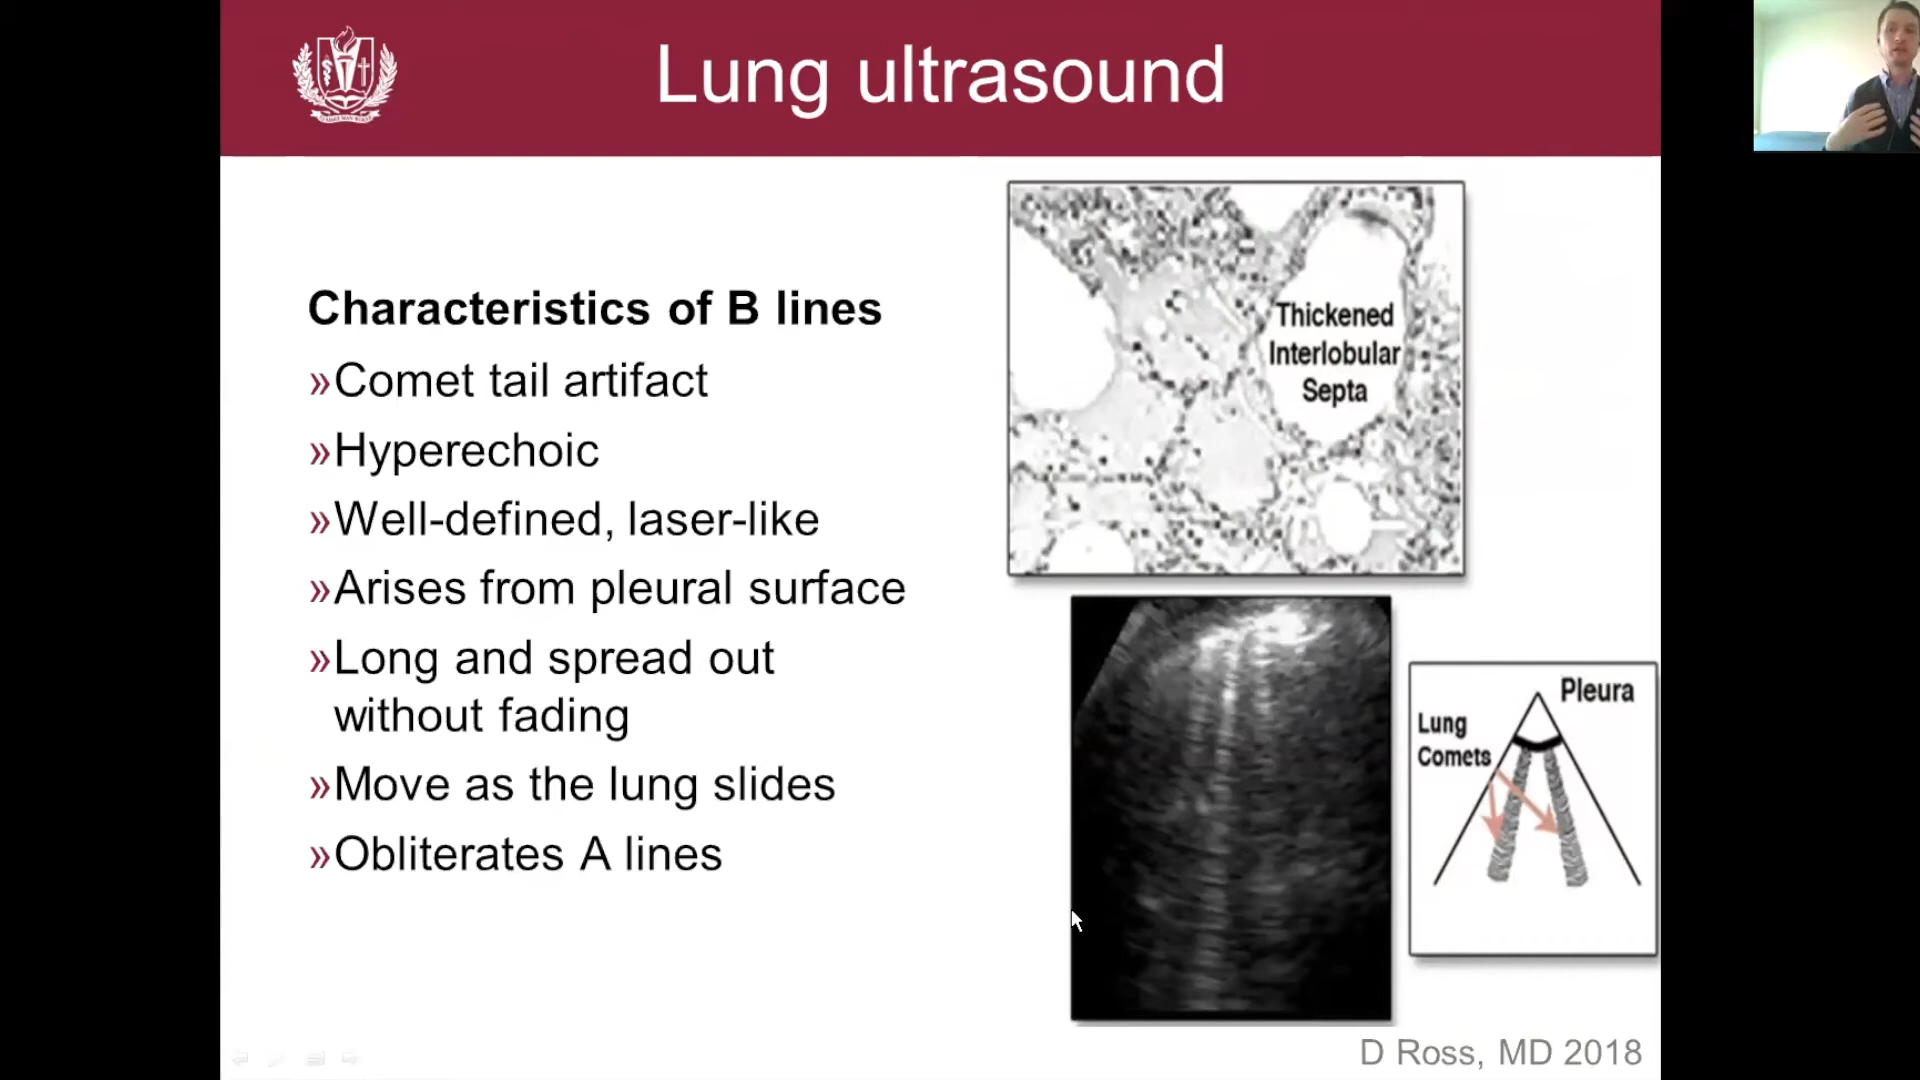 Lung ultrasound
Characteristics of B lines
»Comet tail artifact
»Hyperechoic
»Well-defined, laser-like
»Arises from pleural surface
»Long and spread out
without fading
»Move as the lung slides
»Obliterates A lines
Thickened
Interlobular
Septa
Pleura
Lung
Comets
D Ross, MD 2018